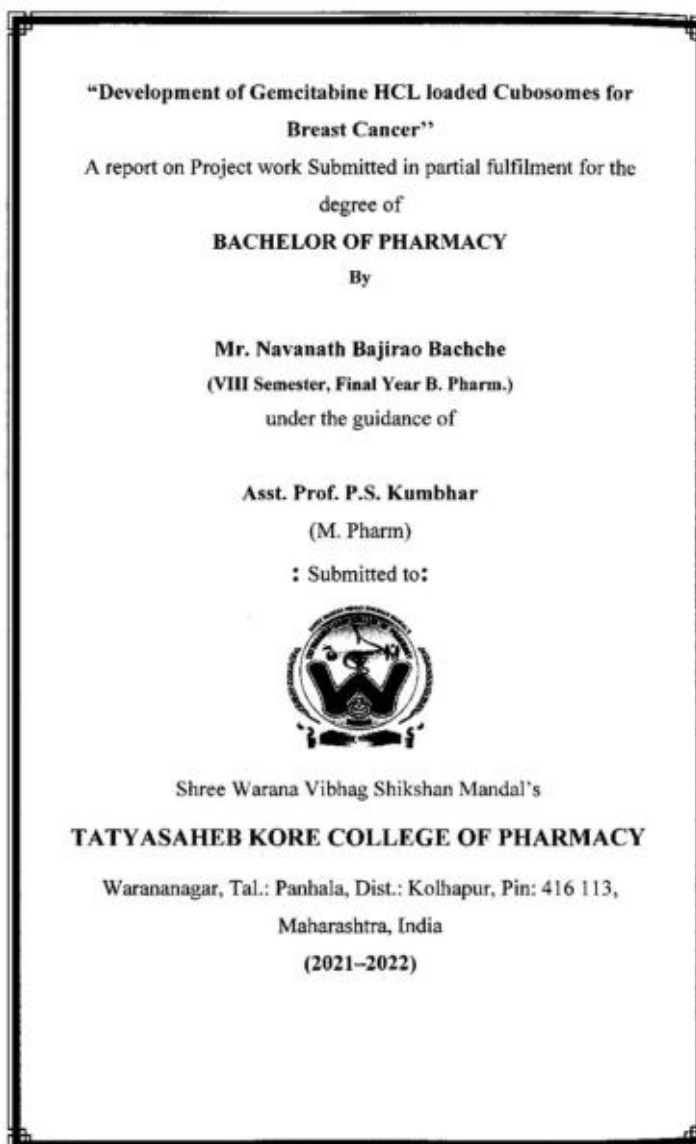 “Development of Gemcitabine HCL loaded Cubosomes for
Breast Cancer’’
A report on Project work Submitted in partial fulfilment for the
degree of
BACHELOR OF PHARMACY
By
Mr. Navanath Bajirao Bachche
(VIII Semester, Final Year B. Pharm.)
under the guidance of
Asst. Prof. P.S. Kumbhar
(M. Pharm)
: Submitted to:
Shree Warana Vibhag Shikshan Mandal’s
TATYASAHEB KORE COLLEGE OF PHARMACY
Warananagar, Tal.: Panhala, Dist.: Kolhapur, Pin: 416 113,
Maharashtra, India
(2021–2022)